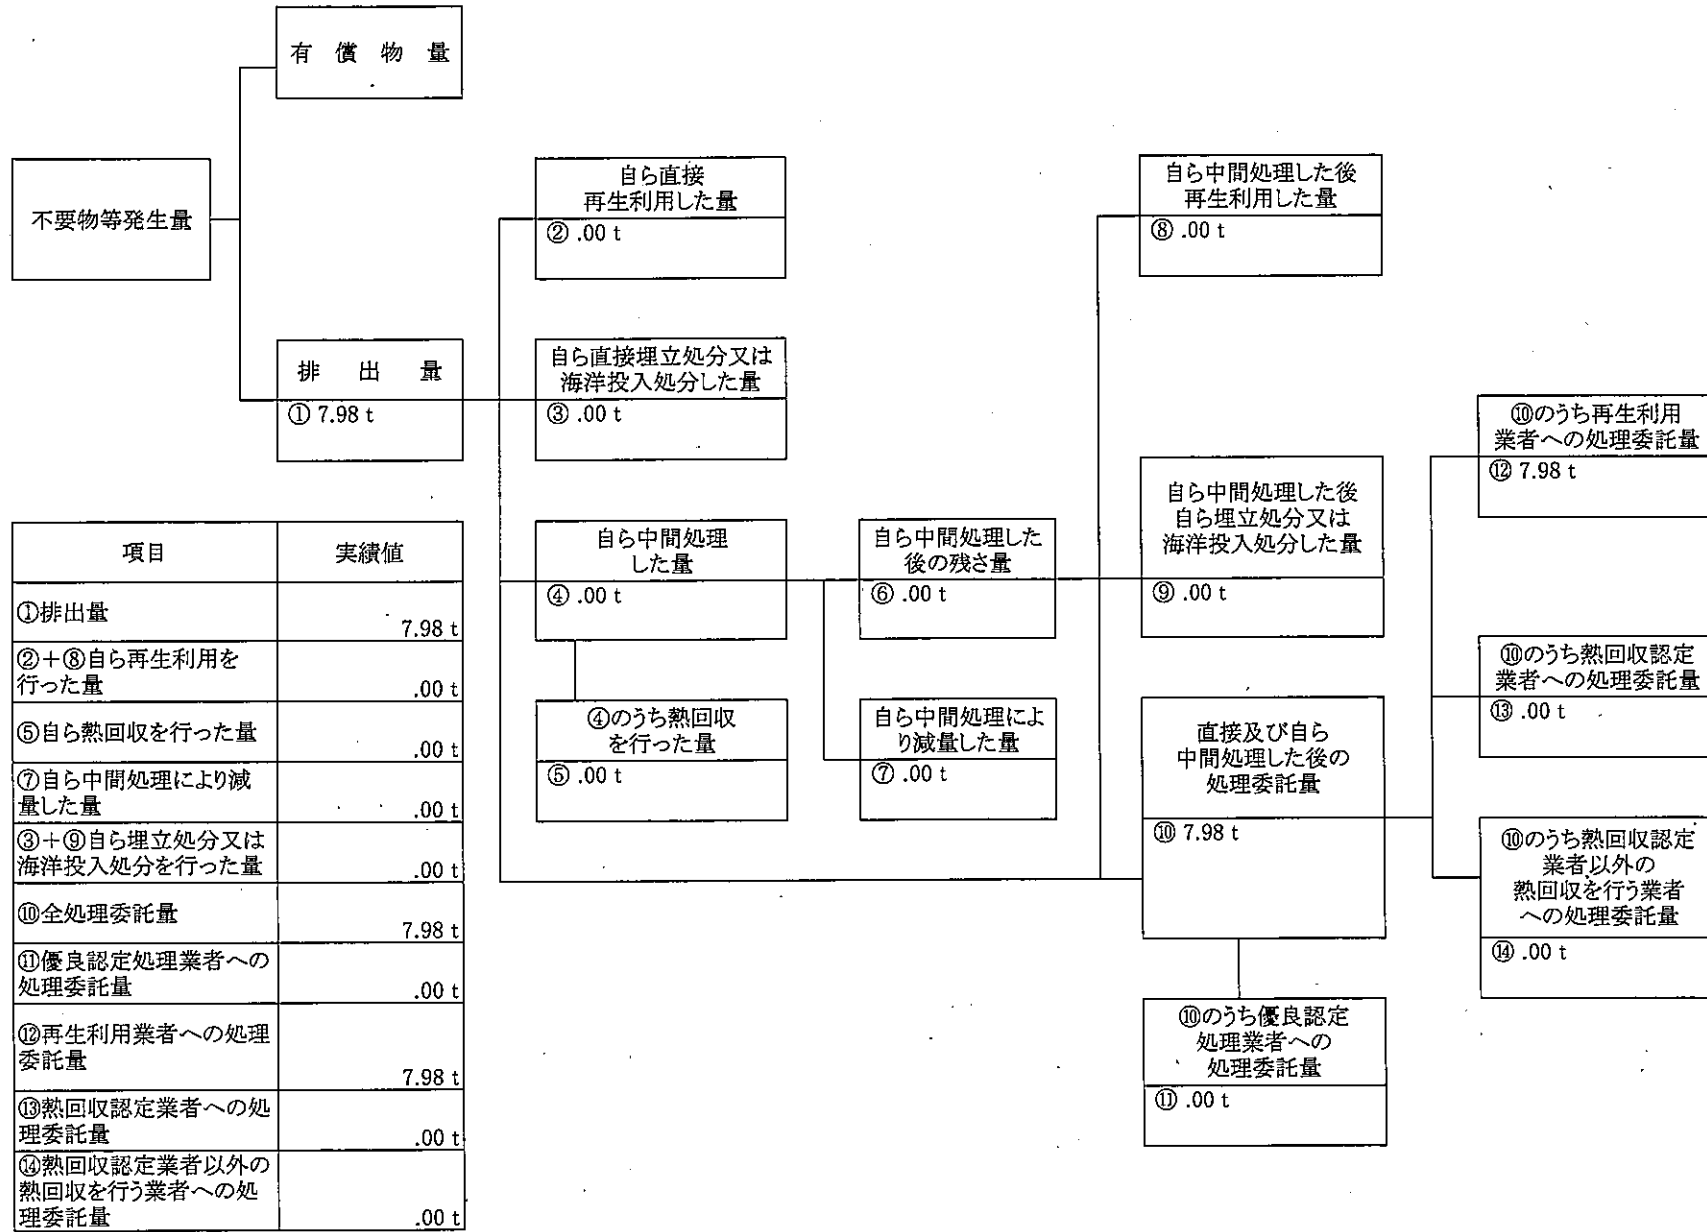 有 償 物 量
不要物等発生量
排 出 量
① 7.98 t
自ら直接
再生利用した量
② .00 t
自ら直接埋立処分又は
海洋投入処分した量
③ .00 t
自ら中間処理
した量
④ .00 t
④のうち熱回収
を行った量
⑤ .00 t
自ら中間処理した
後の残さ量
⑥ .00 t
自ら中間処理によ
り減量した量
⑦ .00 t
自ら中間処理した後
再生利用した量
⑧ .00 t
自ら中間処理した後
自ら埋立処分又は
海洋投入処分した量
⑨ .00 t
直接及び自ら
中間処理した後の
処理委託量
⑩ 7.98 t
⑩のうち優良認定
処理業者への
処理委託量
⑪ .00 t
⑩のうち再生利用
業者への処理委託量
⑫ 7.98 t
⑩のうち熱回収認定
業者への処理委託量
⑬ .00 t
⑩のうち熱回収認定
業者以外の
熱回収を行う業者
への処理委託量
⑭ .00 t
項目 実績値
①排出量
7.98 t
②+⑧自ら再生利用を
行った量 .00 t
⑤自ら熱回収を行った量
.00 t
⑦自ら中間処理により減
量した量 .00 t
③+⑨自ら埋立処分又は
海洋投入処分を行った量 .00 t
⑩全処理委託量
7.98 t
⑪優良認定処理業者への
処理委託量 .00 t
⑫再生利用業者への処理
委託量
7.98 t
⑬熱回収認定業者への処
理委託量 .00 t
⑭熱回収認定業者以外の
熱回収を行う業者への処
理委託量 .00 t